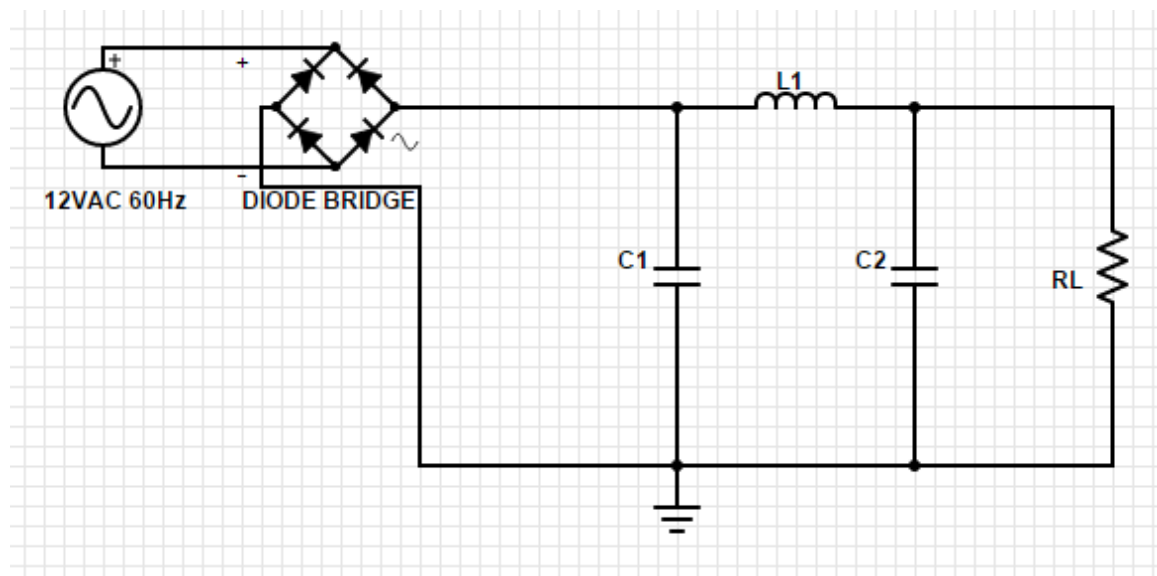 +
+
L1
~
-
12VAC 60Hz
DIODE BRIDGE
C1
C2
RL